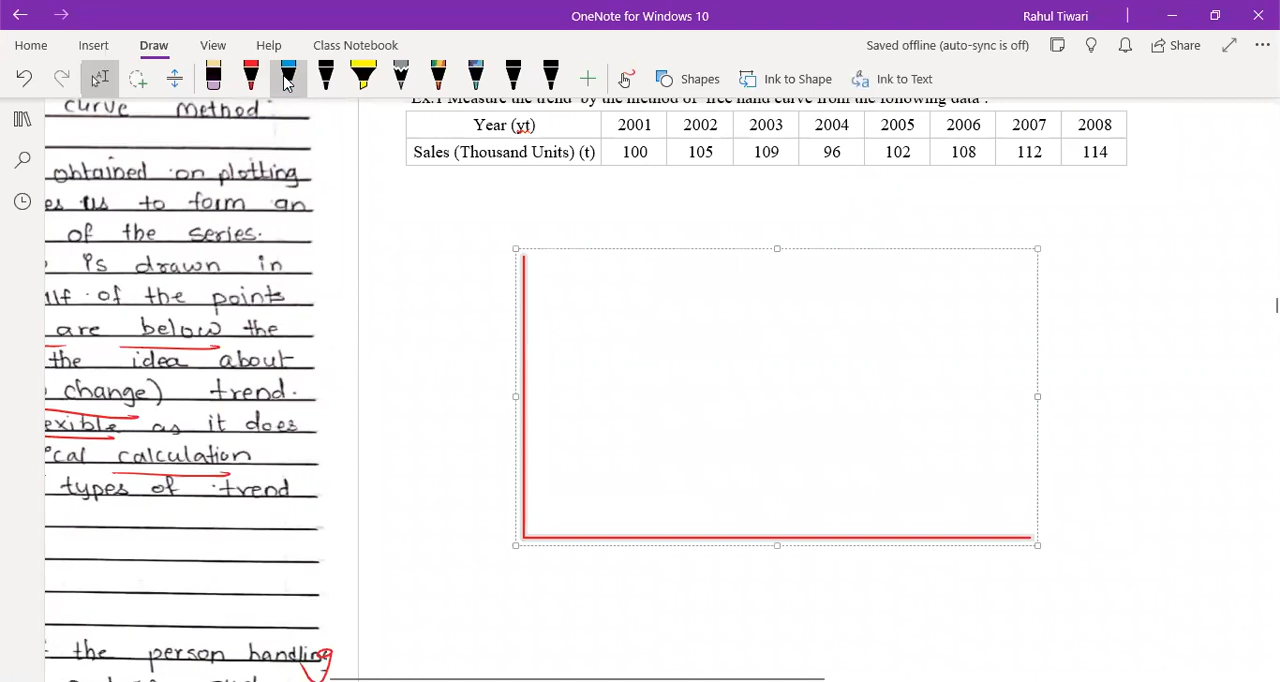 OneNote for Windows 10
Rahul Tiwari
Home Insert Draw View Help Class Notebook
Saved offline (auto-sync is off) Share
Shapes Ink to Shape Ink to Text
curve method:
obtained on plotting
es us to form an
of the series.
is drawn in
lf of the points
are below the
the idea about
change) trend.
exible as it does
cal calculation
types of trend
the person handling
Ex.1 Measure the trend by the method of free hand curve from the following data :
Year (yt) 2001 2002 2003 2004 2005 2006 2007 2008
Sales (Thousand Units) (t) 100 105 109 96 102 108 112 114